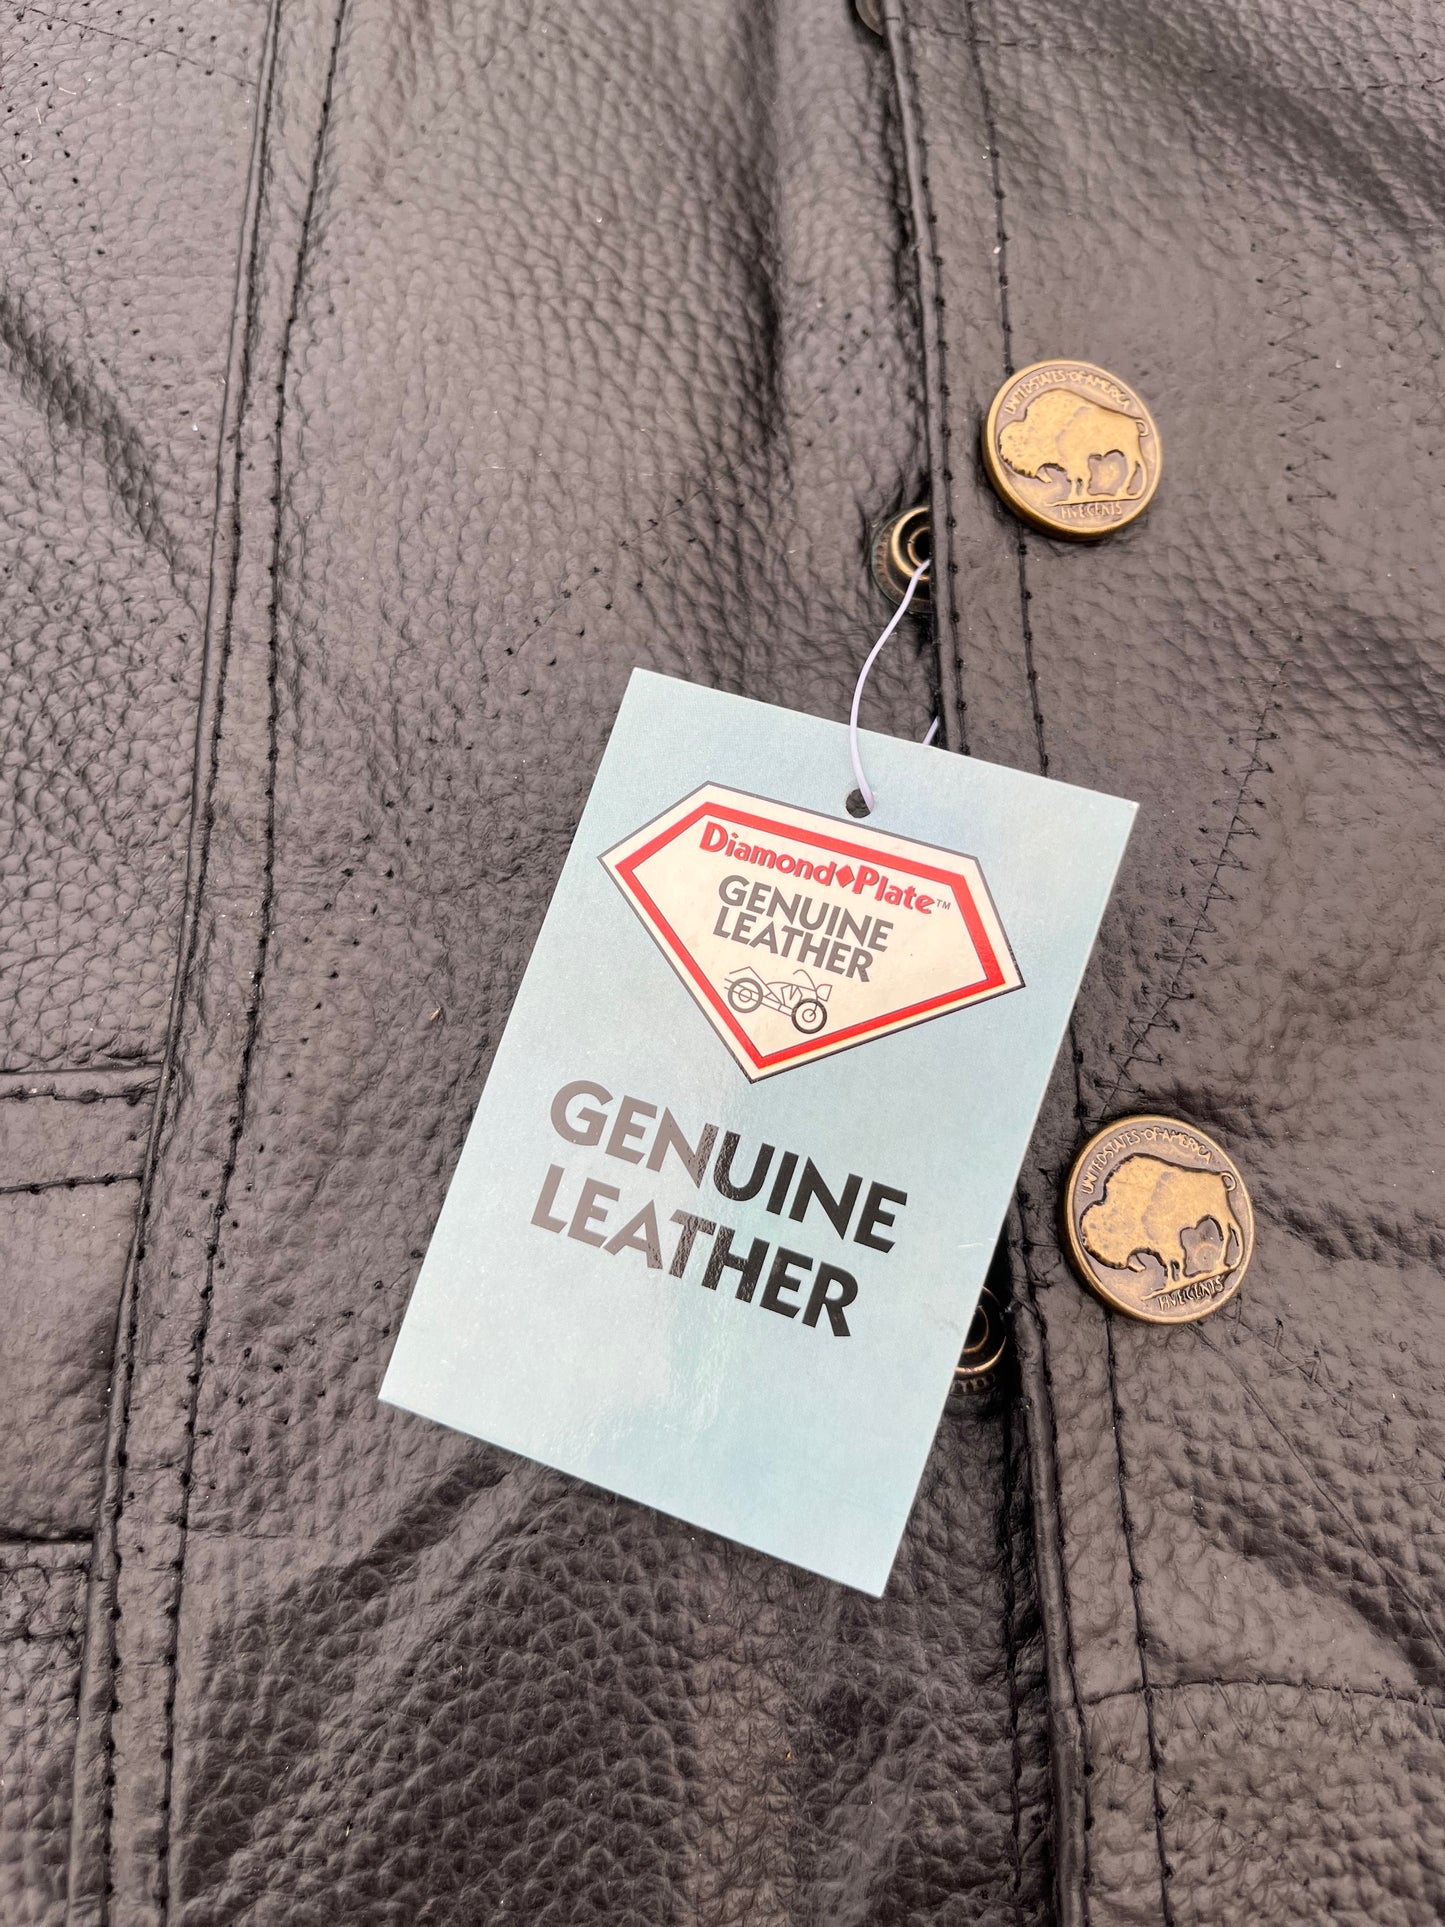 UNITED STATES OF AMERICA
FIVE CENTS
Diamond♦Plate™
GENUINE
LEATHER
GENUINE
LEATHER
UNITED STATES OF AMERICA
FIVE CENTS